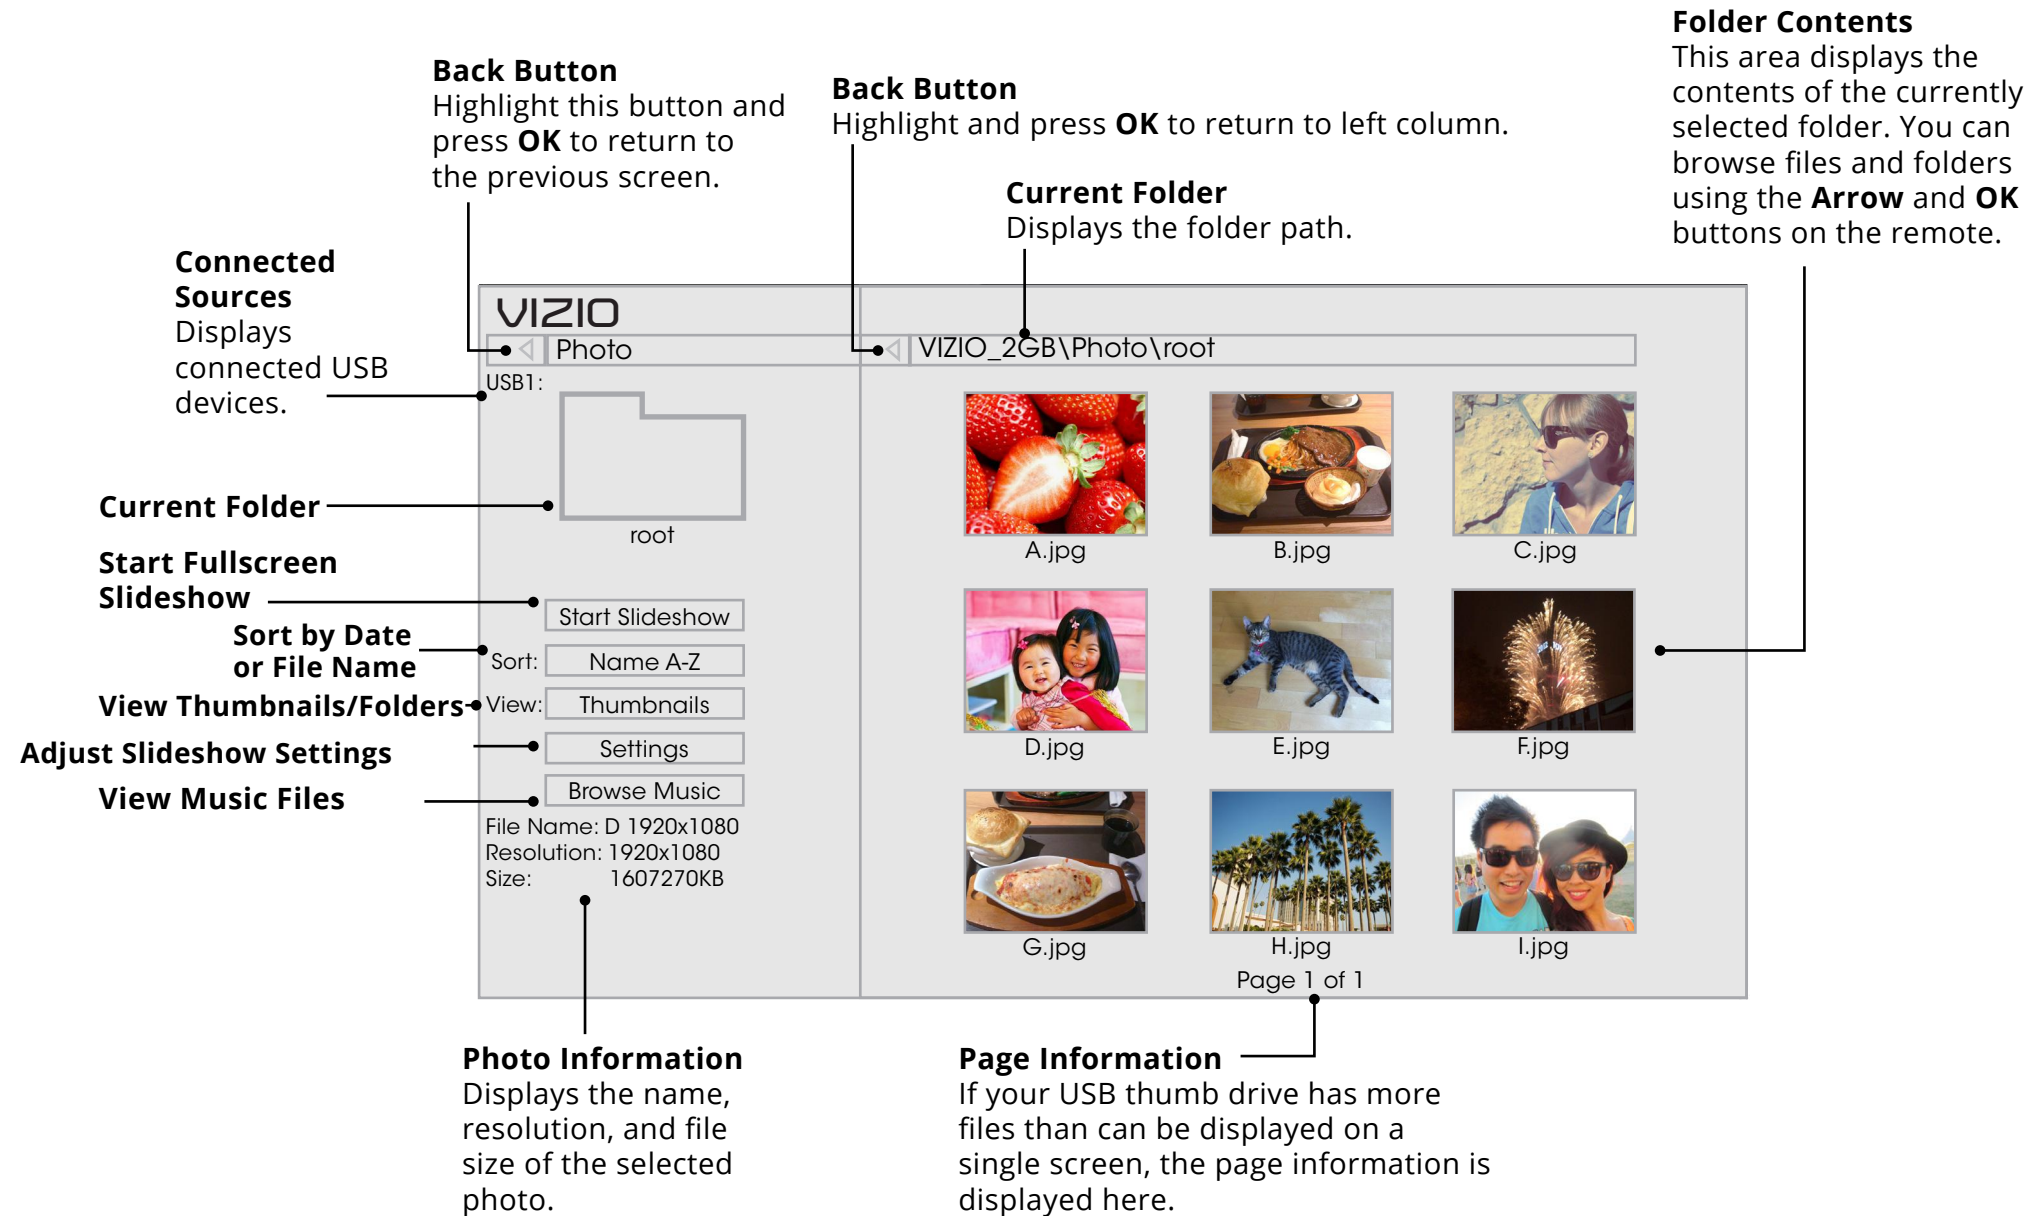 Folder Contents
This area displays the
contents of the currently
selected folder. You can
browse files and folders
using the Arrow and OK
buttons on the remote.
Back Button
Highlight this button and
press OK to return to
the previous screen.
Back Button
Highlight and press OK to return to left column.
Current Folder
Displays the folder path.
Connected
Sources
Displays
connected USB
devices.
Current Folder
Start Fullscreen
Slideshow
Sort by Date
or File Name
View Thumbnails/Folders
Adjust Slideshow Settings
View Music Files
VIZIO
Photo
USB1:
root
Start Slideshow
Sort: Name A-Z
View: Thumbnails
Settings
Browse Music
File Name: D 1920x1080
Resolution: 1920x1080
Size: 1607270KB
VIZIO_2GB\Photo\root
A.jpg
B.jpg
C.jpg
D.jpg
E.jpg
F.jpg
G.jpg
H.jpg
I.jpg
Page 1 of 1
Photo Information
Displays the name,
resolution, and file
size of the selected
photo.
Page Information
If your USB thumb drive has more
files than can be displayed on a
single screen, the page information is
displayed here.